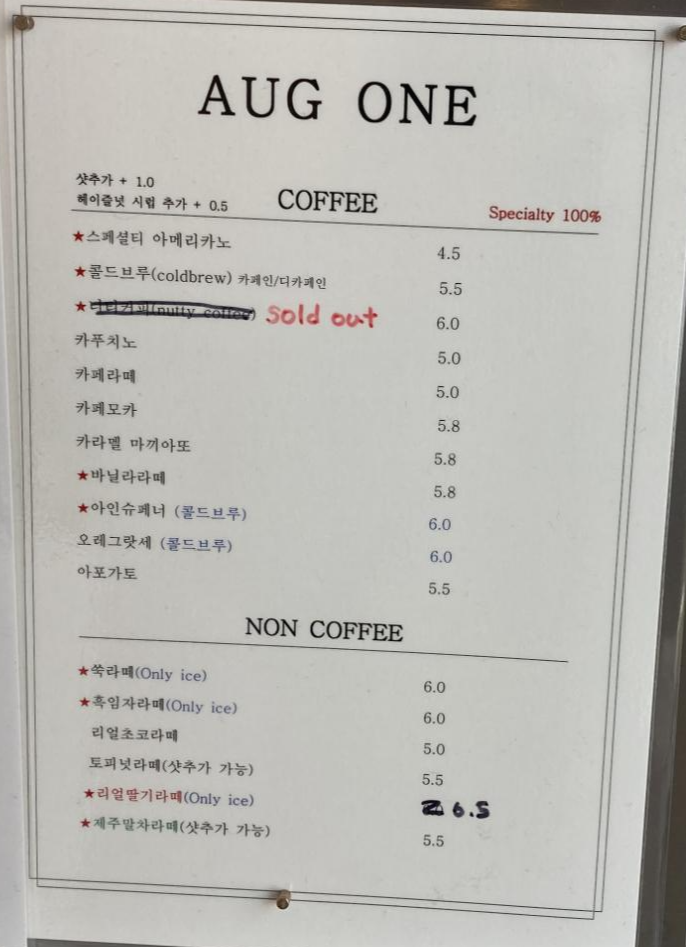 AUG ONE
샷추가 + 1.0
헤이즐넛 시럽 추가 + 0.5
COFFEE
Specialty 100%
★스페셜티 아메리카노 4.5
★콜드브루(coldbrew) 카페인/디카페인 5.5
★너티커피(nutty coffee) sold out 6.0
카푸치노 5.0
카페라떼 5.0
카페모카 5.8
카라멜 마끼아또 5.8
★바닐라라떼 5.8
★아인슈페너 (콜드브루) 6.0
오레그랏세 (콜드브루) 6.0
아포가토 5.5
NON COFFEE
★쑥라떼(Only ice) 6.0
★흑임자라떼(Only ice) 6.0
리얼초코라떼 5.0
토피넛라떼(샷추가 가능) 5.5
★리얼딸기라떼(Only ice) 6.5
★제주말차라떼(샷추가 가능) 5.5